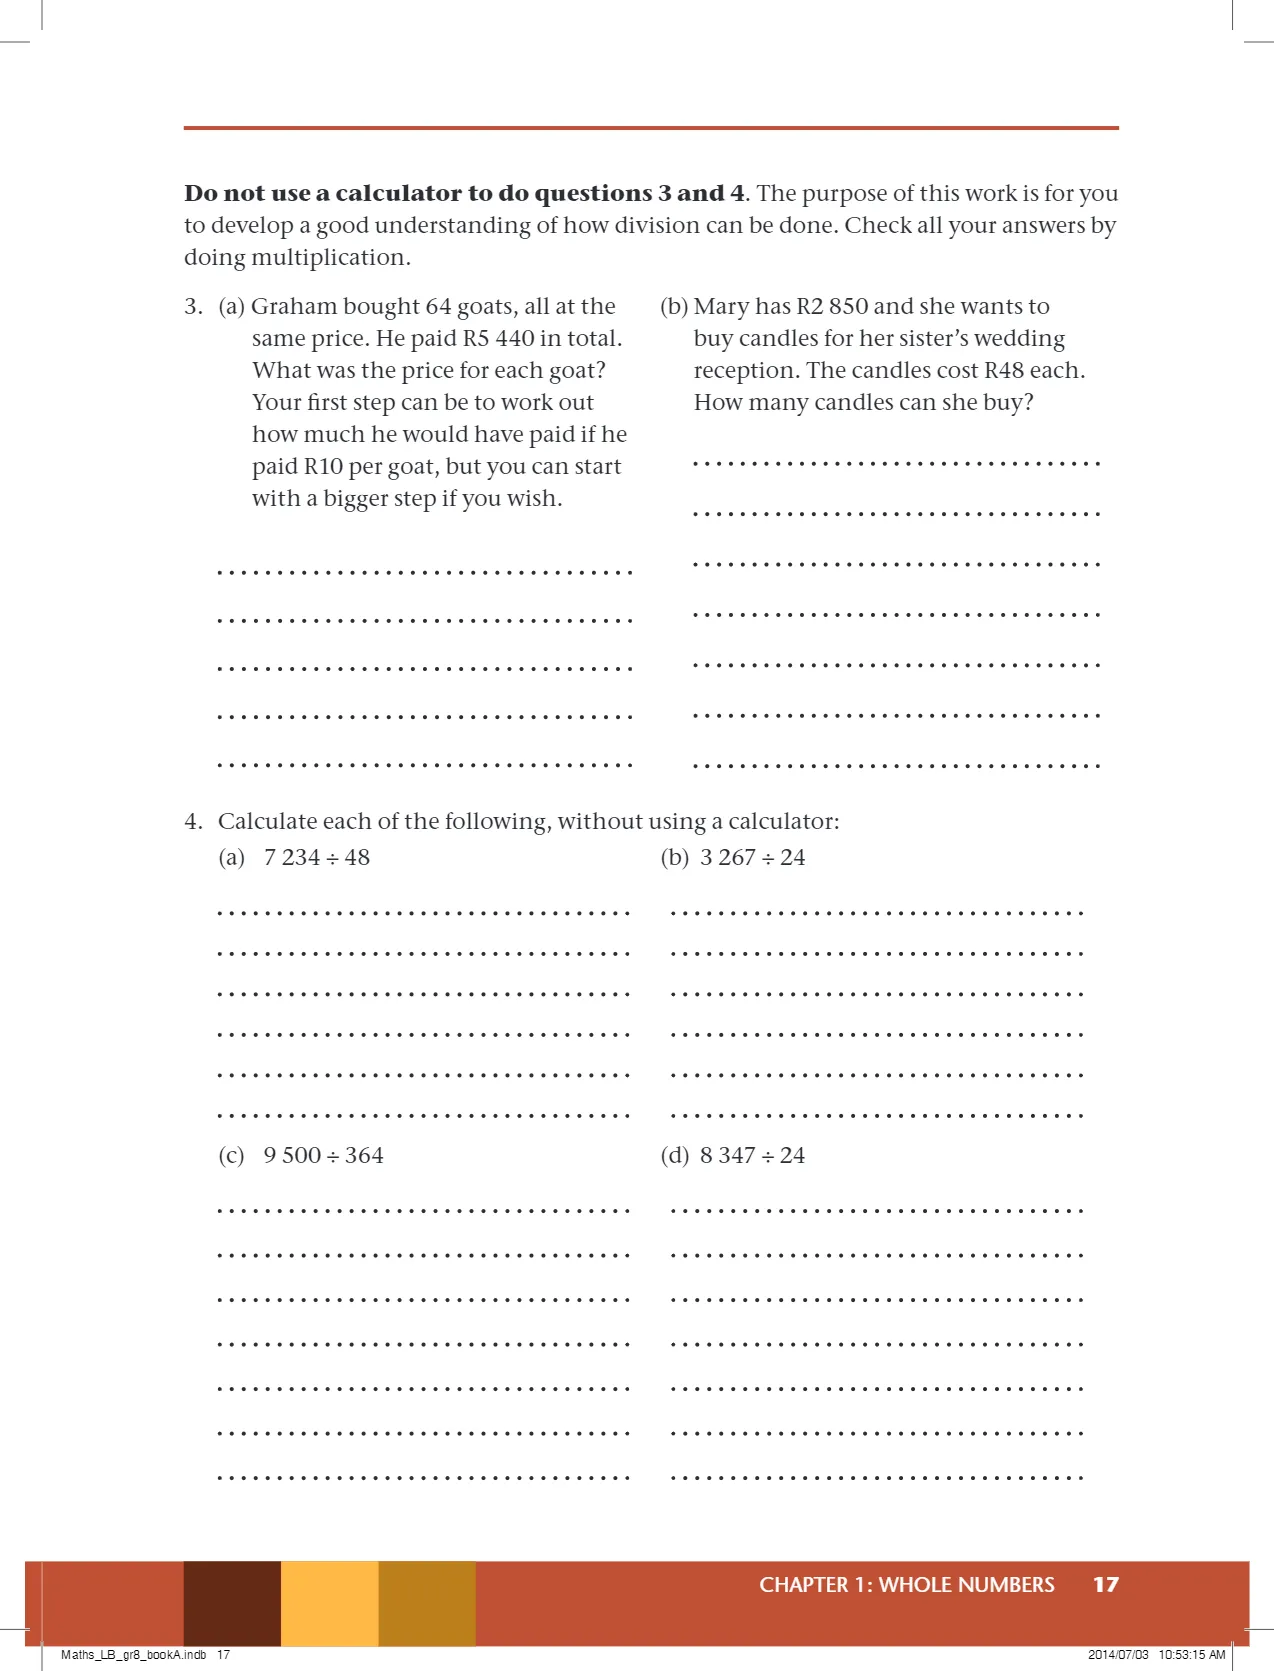 Do not use a calculator to do questions 3 and 4. The purpose of this work is for you
to develop a good understanding of how division can be done. Check all your answers by
doing multiplication.
3. (a) Graham bought 64 goats, all at the
same price. He paid R5 440 in total.
What was the price for each goat?
Your first step can be to work out
how much he would have paid if he
paid R10 per goat, but you can start
with a bigger step if you wish.
(b) Mary has R2 850 and she wants to
buy candles for her sister’s wedding
reception. The candles cost R48 each.
How many candles can she buy?
4. Calculate each of the following, without using a calculator:
(a) 7 234 ÷ 48
(b) 3 267 ÷ 24
(c) 9 500 ÷ 364
(d) 8 347 ÷ 24
CHAPTER 1: WHOLE NUMBERS 17
Maths_LB_gr8_bookA.indb 17
2014/07/03 10:53:15 AM